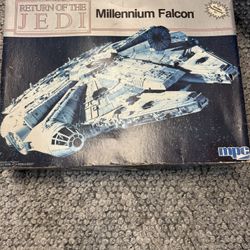 RETURN OF THE
JEDI
Millennium Falcon
mpc